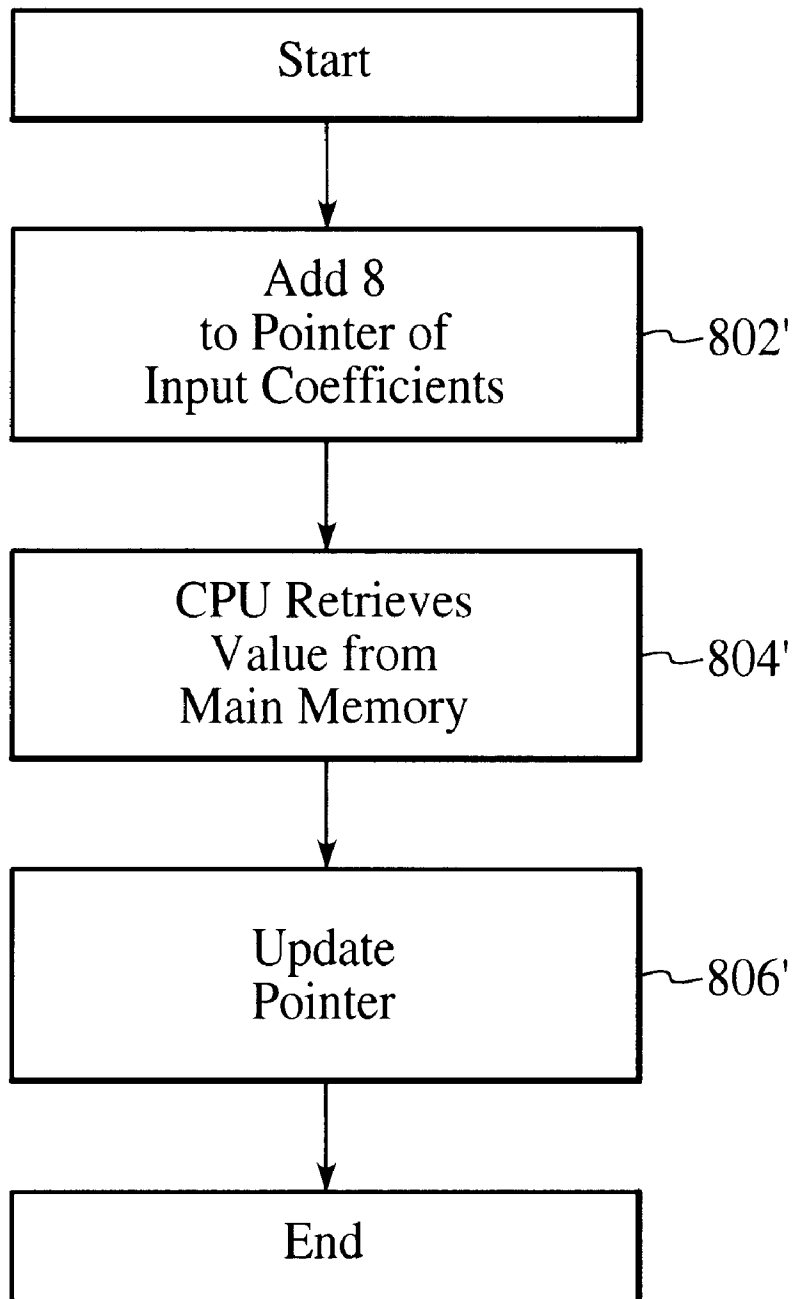 Start
Add 8
to Pointer of
Input Coefficients
802'
CPU Retrieves
Value from
Main Memory
804'
Update
Pointer
806'
End